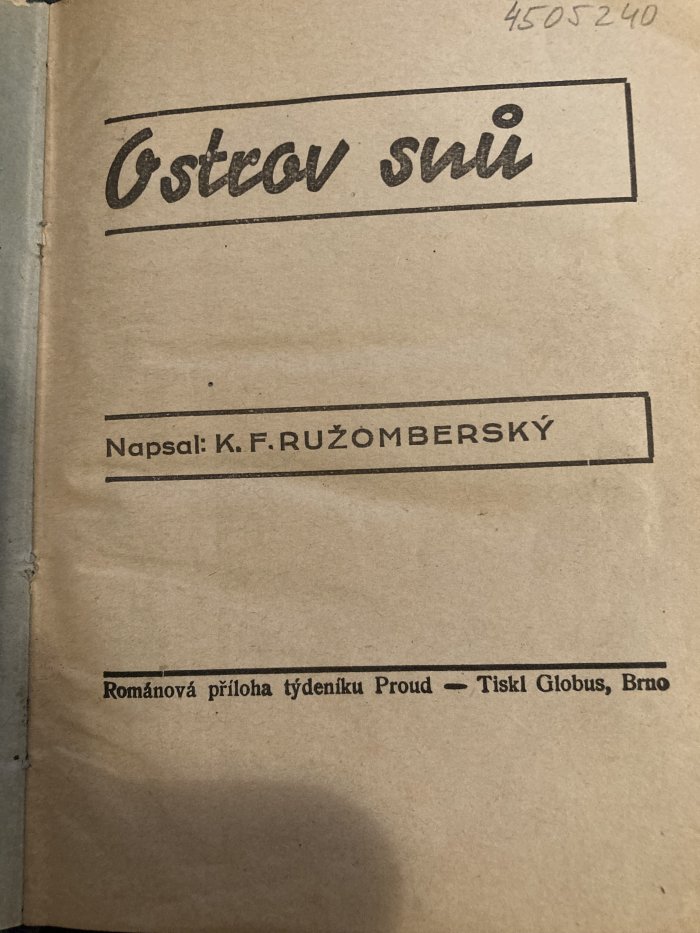 4505240
Ostrov snů
Napsal: K. F. RUŽOMBERSKÝ
Románová příloha týdeníku Proud — Tiskl Globus, Brno